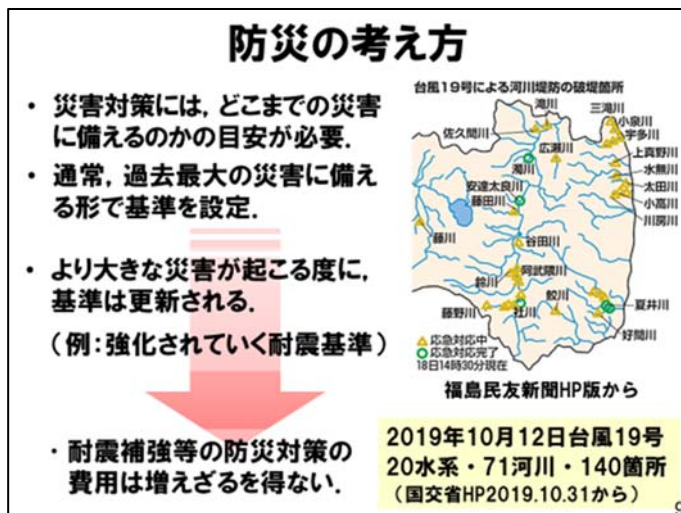 防災の考え方
・ 災害対策には，どこまでの災害
に備えるのかの目安が必要．
・ 通常，過去最大の災害に備え
る形で基準を設定．
・ より大きな災害が起こる度に，
基準は更新される．
（例：強化されていく耐震基準）
・耐震補強等の防災対策の
費用は増えざるを得ない．
台風19号による河川堤防の破堤箇所
滝川
三滝川
小泉川
宇多川
佐久間川
広瀬川
上真野川
濁川
水無川
安達太良川
太田川
藤田川
小高川
川房川
藤川
谷田川
阿武隈川
鈴川
鮫川
藤野川
社川
夏井川
好間川
△応急対応中
○応急対応完了
18日14時30分現在
福島民友新聞HP版から
2019年10月12日台風19号
20水系・71河川・140箇所
（国交省HP2019.10.31から）